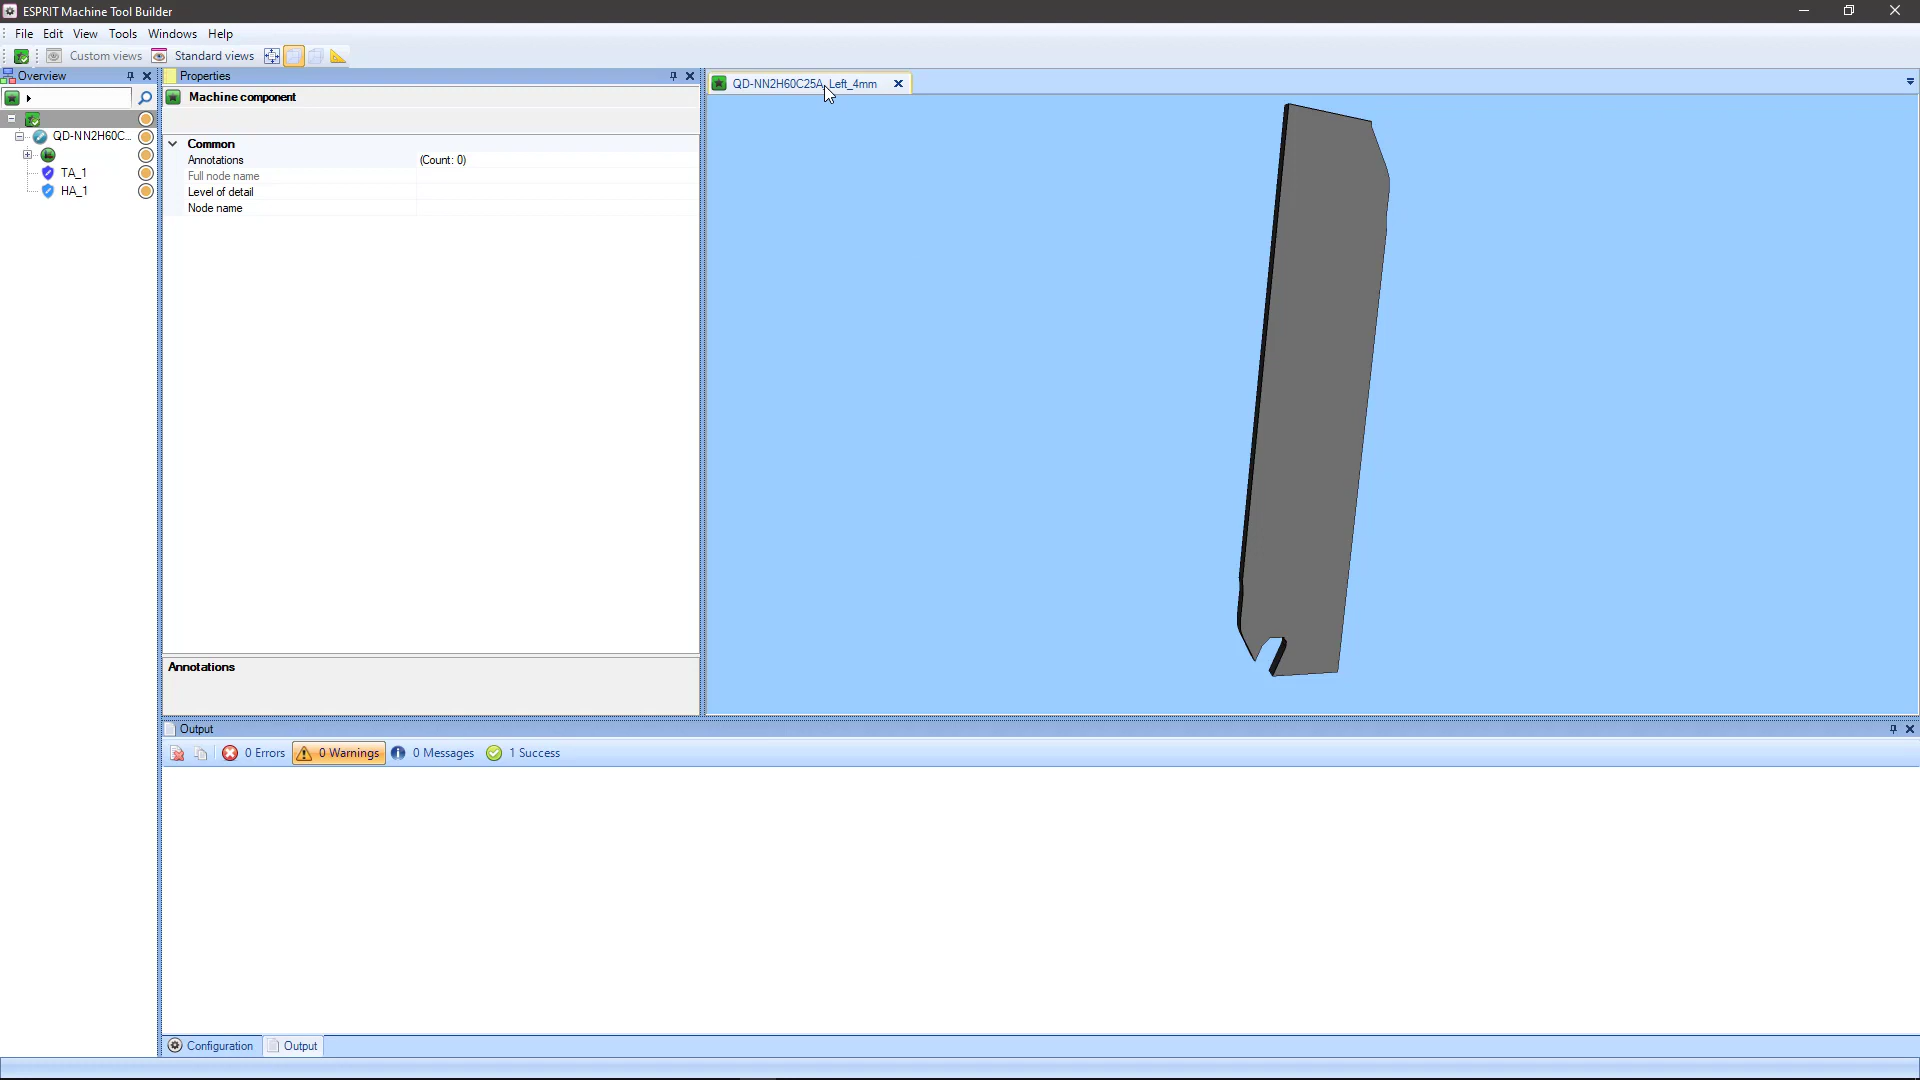 ESPRIT Machine Tool Builder
File Edit View Tools Windows Help
Custom views Standard views
Overview
QD-NN2H60C...
TA_1
HA_1
Properties
Machine component
Common
Annotations (Count: 0)
Full node name
Level of detail
Node name
Annotations
QD-NN2H60C25A_Left_4mm
Output
0 Errors 0 Warnings 0 Messages 1 Success
Configuration Output